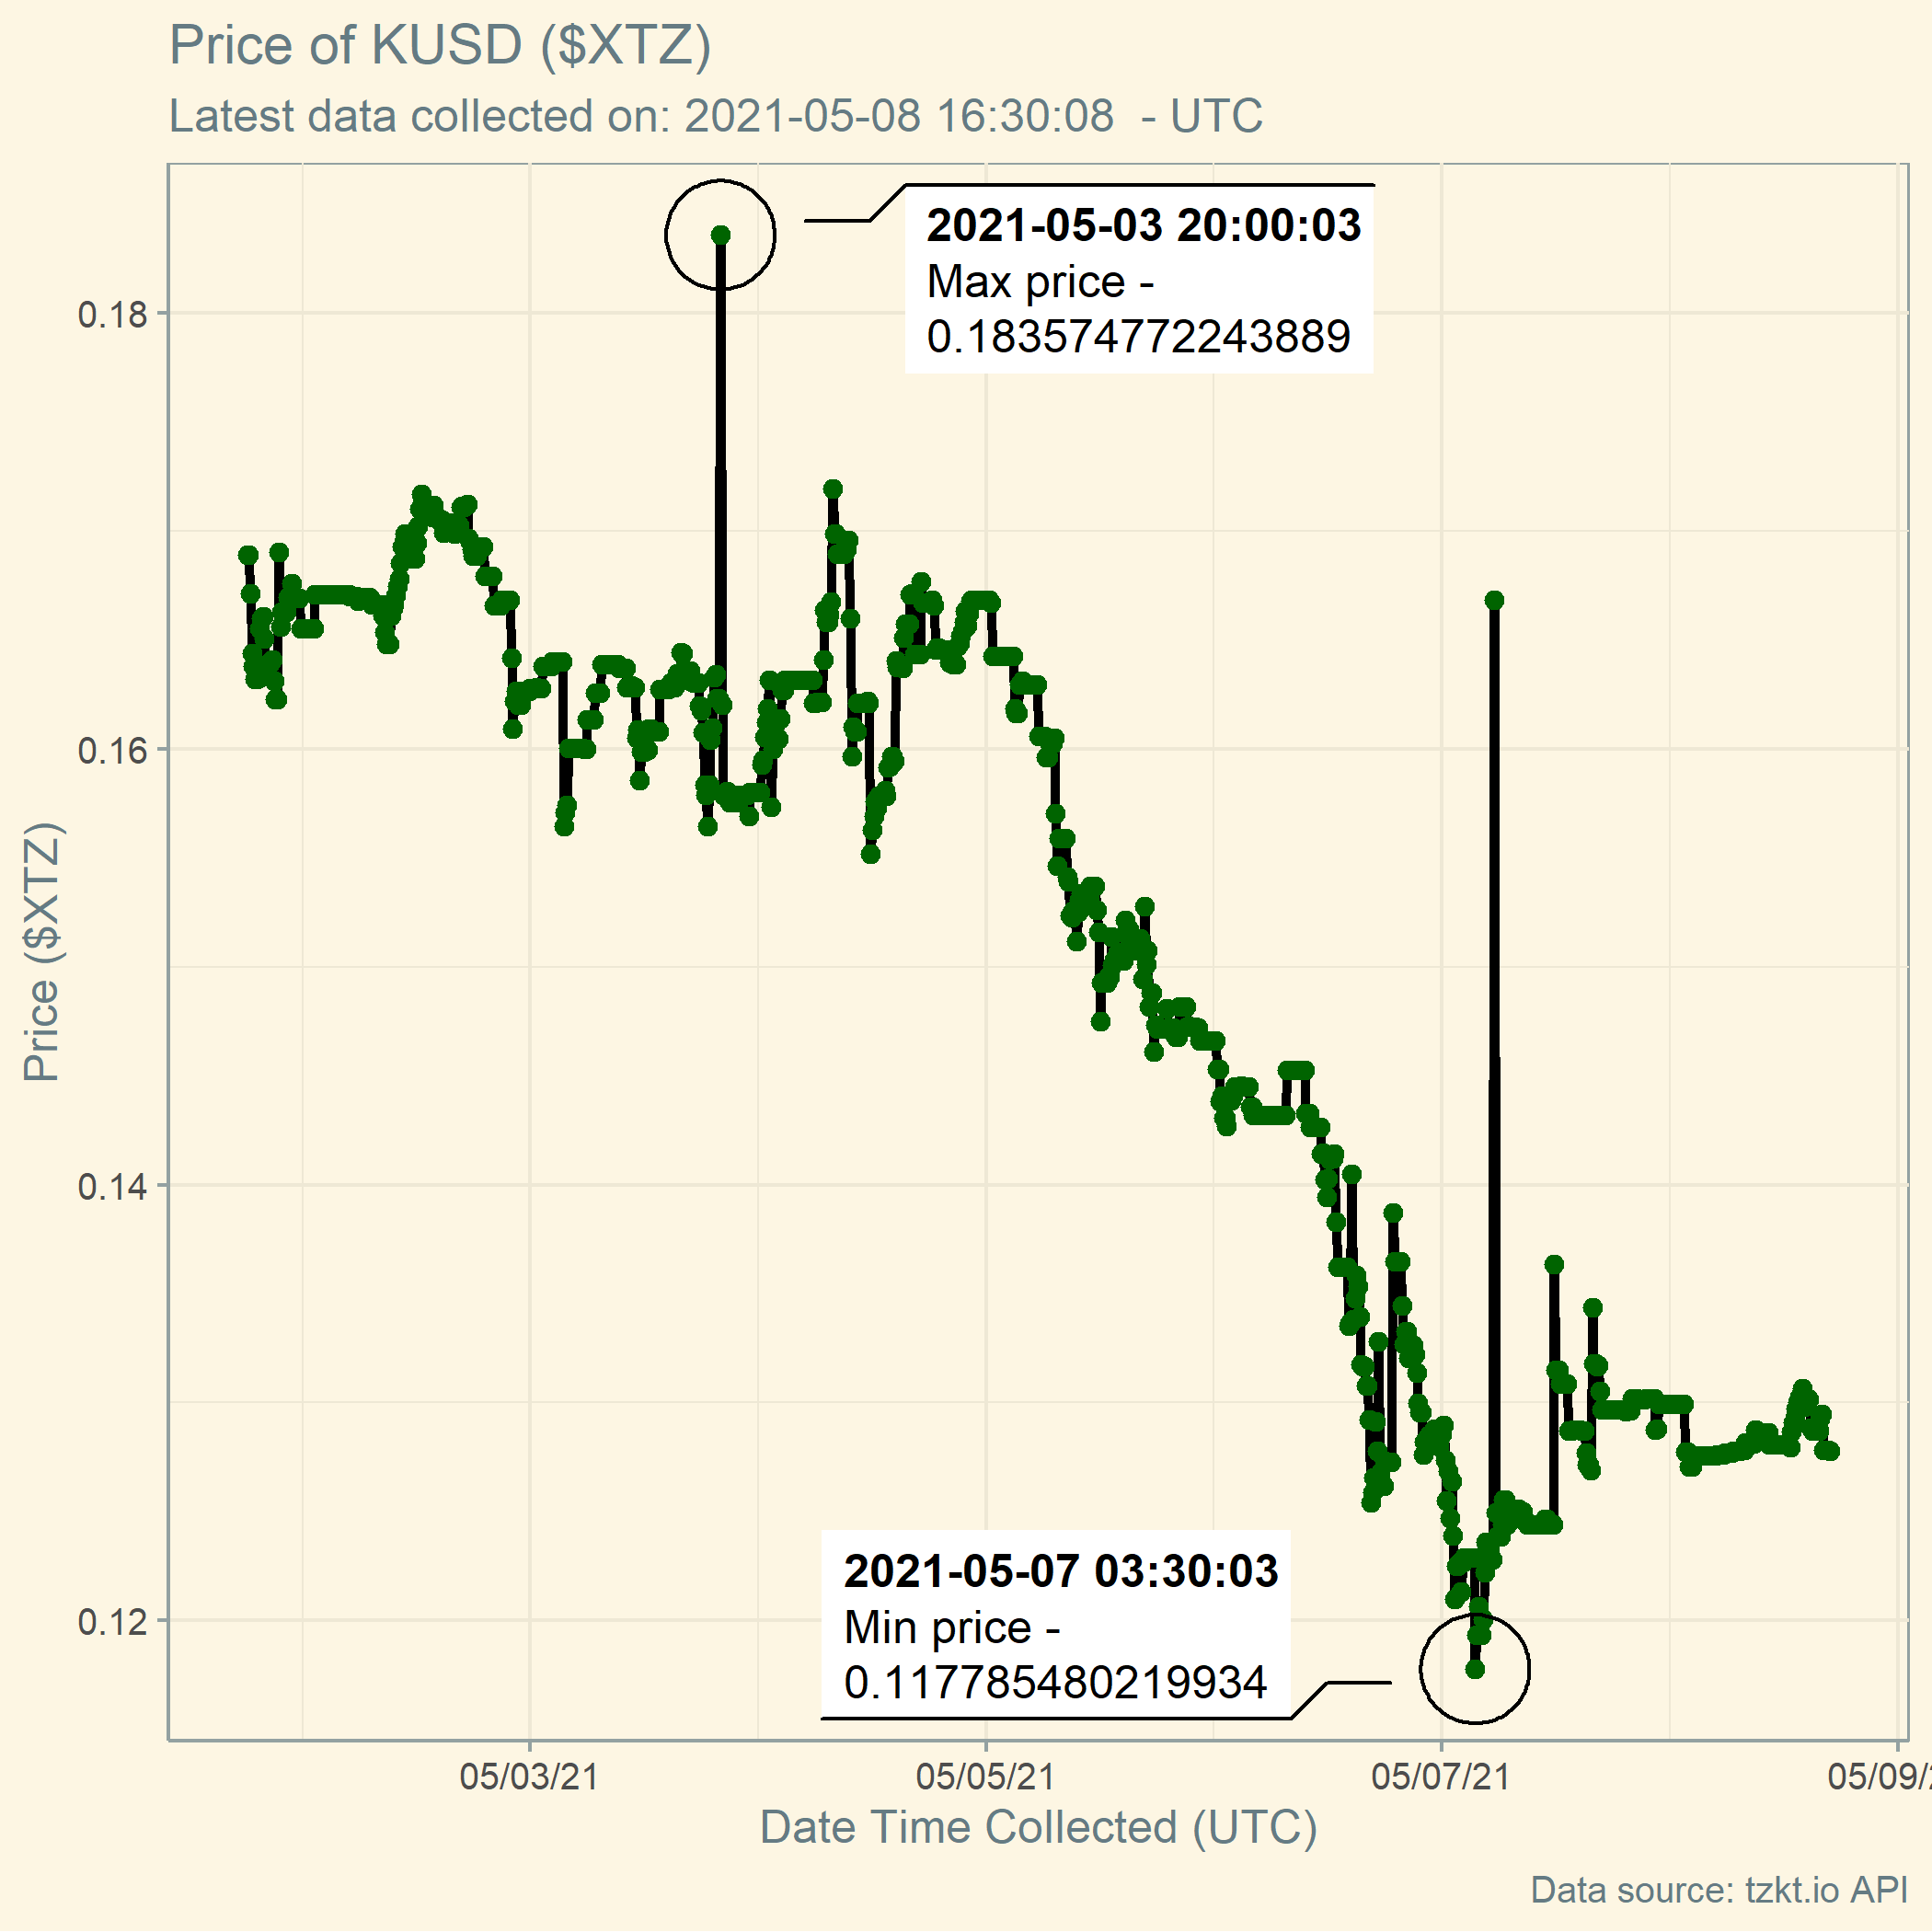 Price of KUSD ($XTZ)
Latest data collected on: 2021-05-08 16:30:08  - UTC
2021-05-03 20:00:03
Max price -
0.183574772243889
0.18
0.16
0.14
0.12
Price ($XTZ)
2021-05-07 03:30:03
Min price -
0.117785480219934
05/03/21
05/05/21
05/07/21
05/09/2
Date Time Collected (UTC)
Data source: tzkt.io API